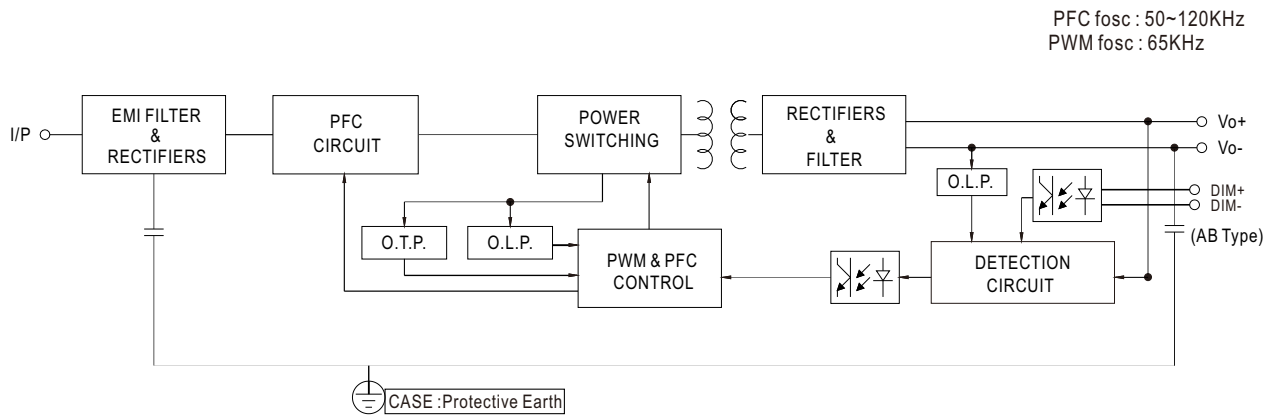 PFC fosc : 50~120KHz
PWM fosc : 65KHz
I/P
EMI FILTER
&
RECTIFIERS
PFC
CIRCUIT
POWER
SWITCHING
RECTIFIERS
&
FILTER
Vo+
Vo-
O.L.P.
DIM+
DIM-
(AB Type)
O.T.P.
O.L.P.
PWM & PFC
CONTROL
DETECTION
CIRCUIT
CASE :Protective Earth